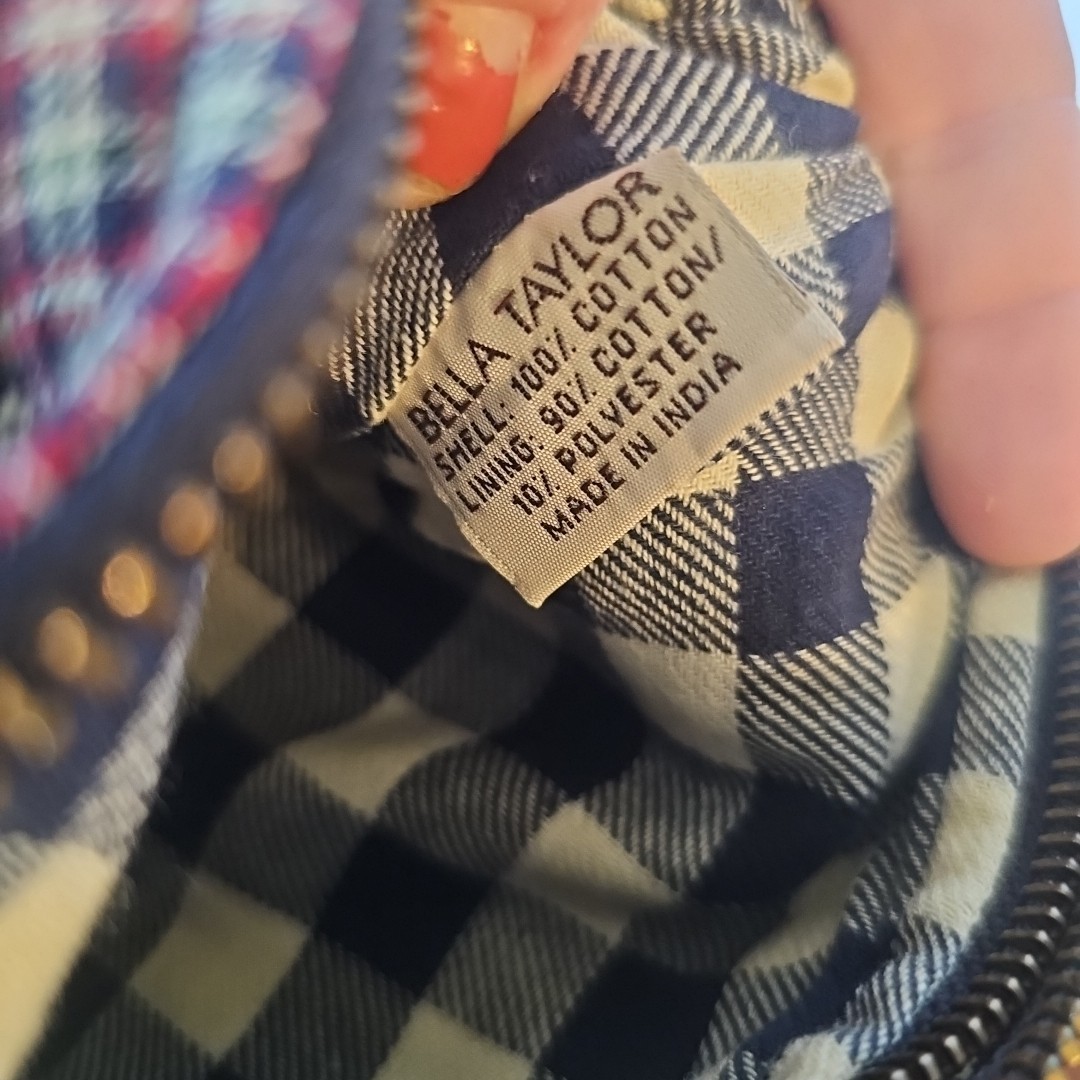 BELLA TAYLOR
SHELL: 100% COTTON
LINING: 90% COTTON/
10% POLYESTER
MADE IN INDIA